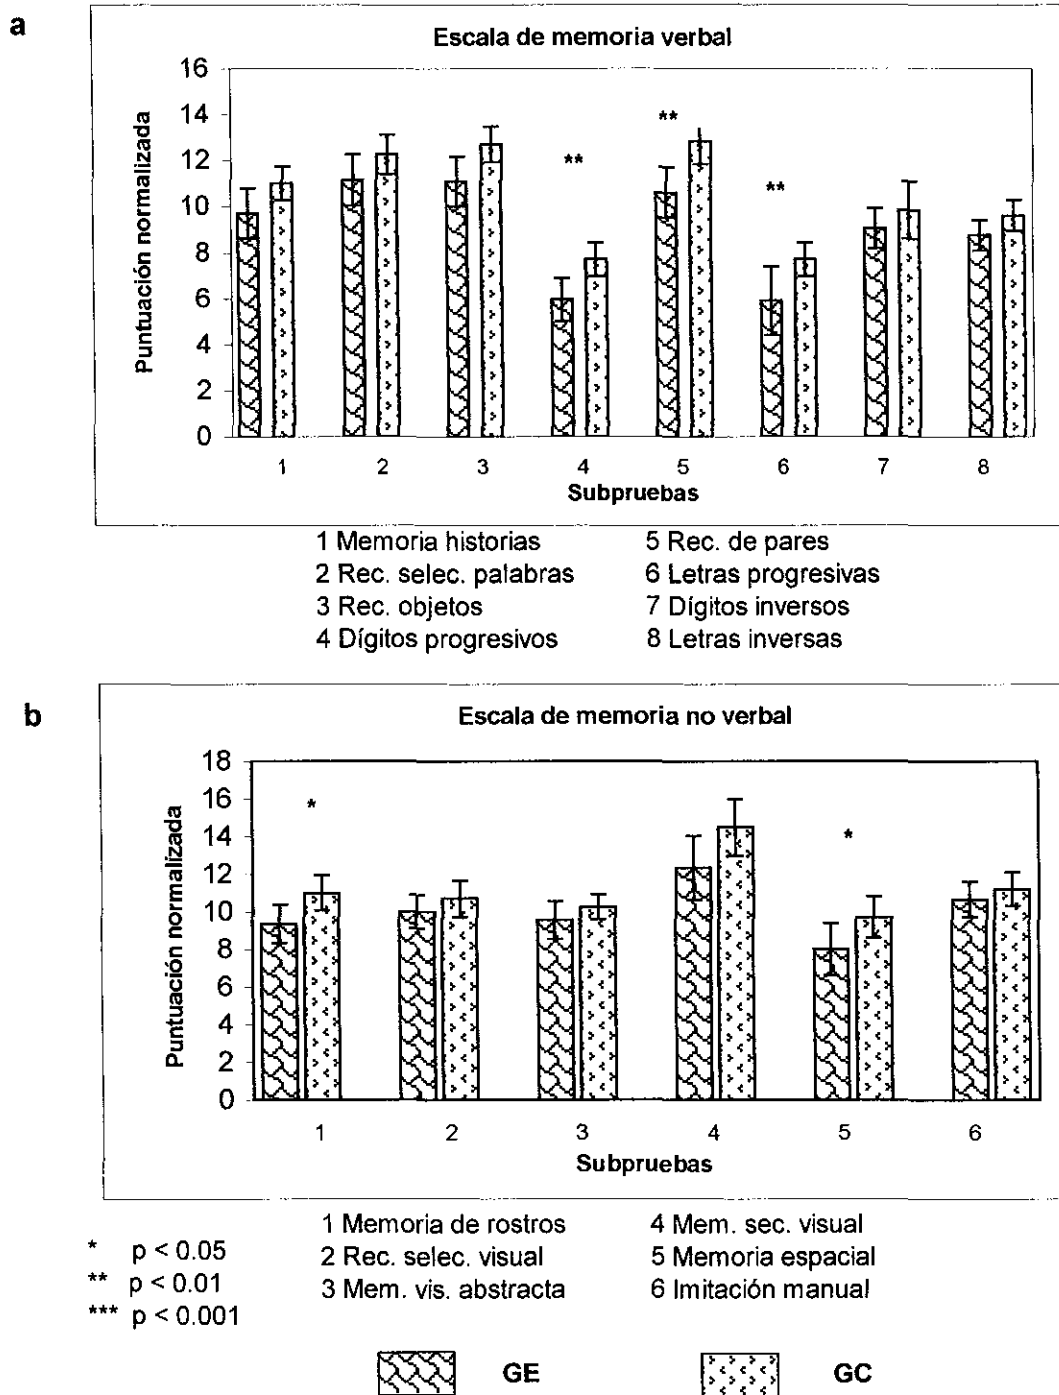 a
Escala de memoria verbal
Puntuación normalizada
16
14
12
10
8
6
4
2
0
** ** **
1 2 3 4 5 6 7 8
Subpruebas
1 Memoria historias 5 Rec. de pares
2 Rec. selec. palabras 6 Letras progresivas
3 Rec. objetos 7 Dígitos inversos
4 Dígitos progresivos 8 Letras inversas
b
Escala de memoria no verbal
Puntuación normalizada
18
16
14
12
10
8
6
4
2
0
* *
1 2 3 4 5 6
Subpruebas
1 Memoria de rostros 4 Mem. sec. visual
2 Rec. selec. visual 5 Memoria espacial
3 Mem. vis. abstracta 6 Imitación manual
* p < 0.05
** p < 0.01
*** p < 0.001
GE GC